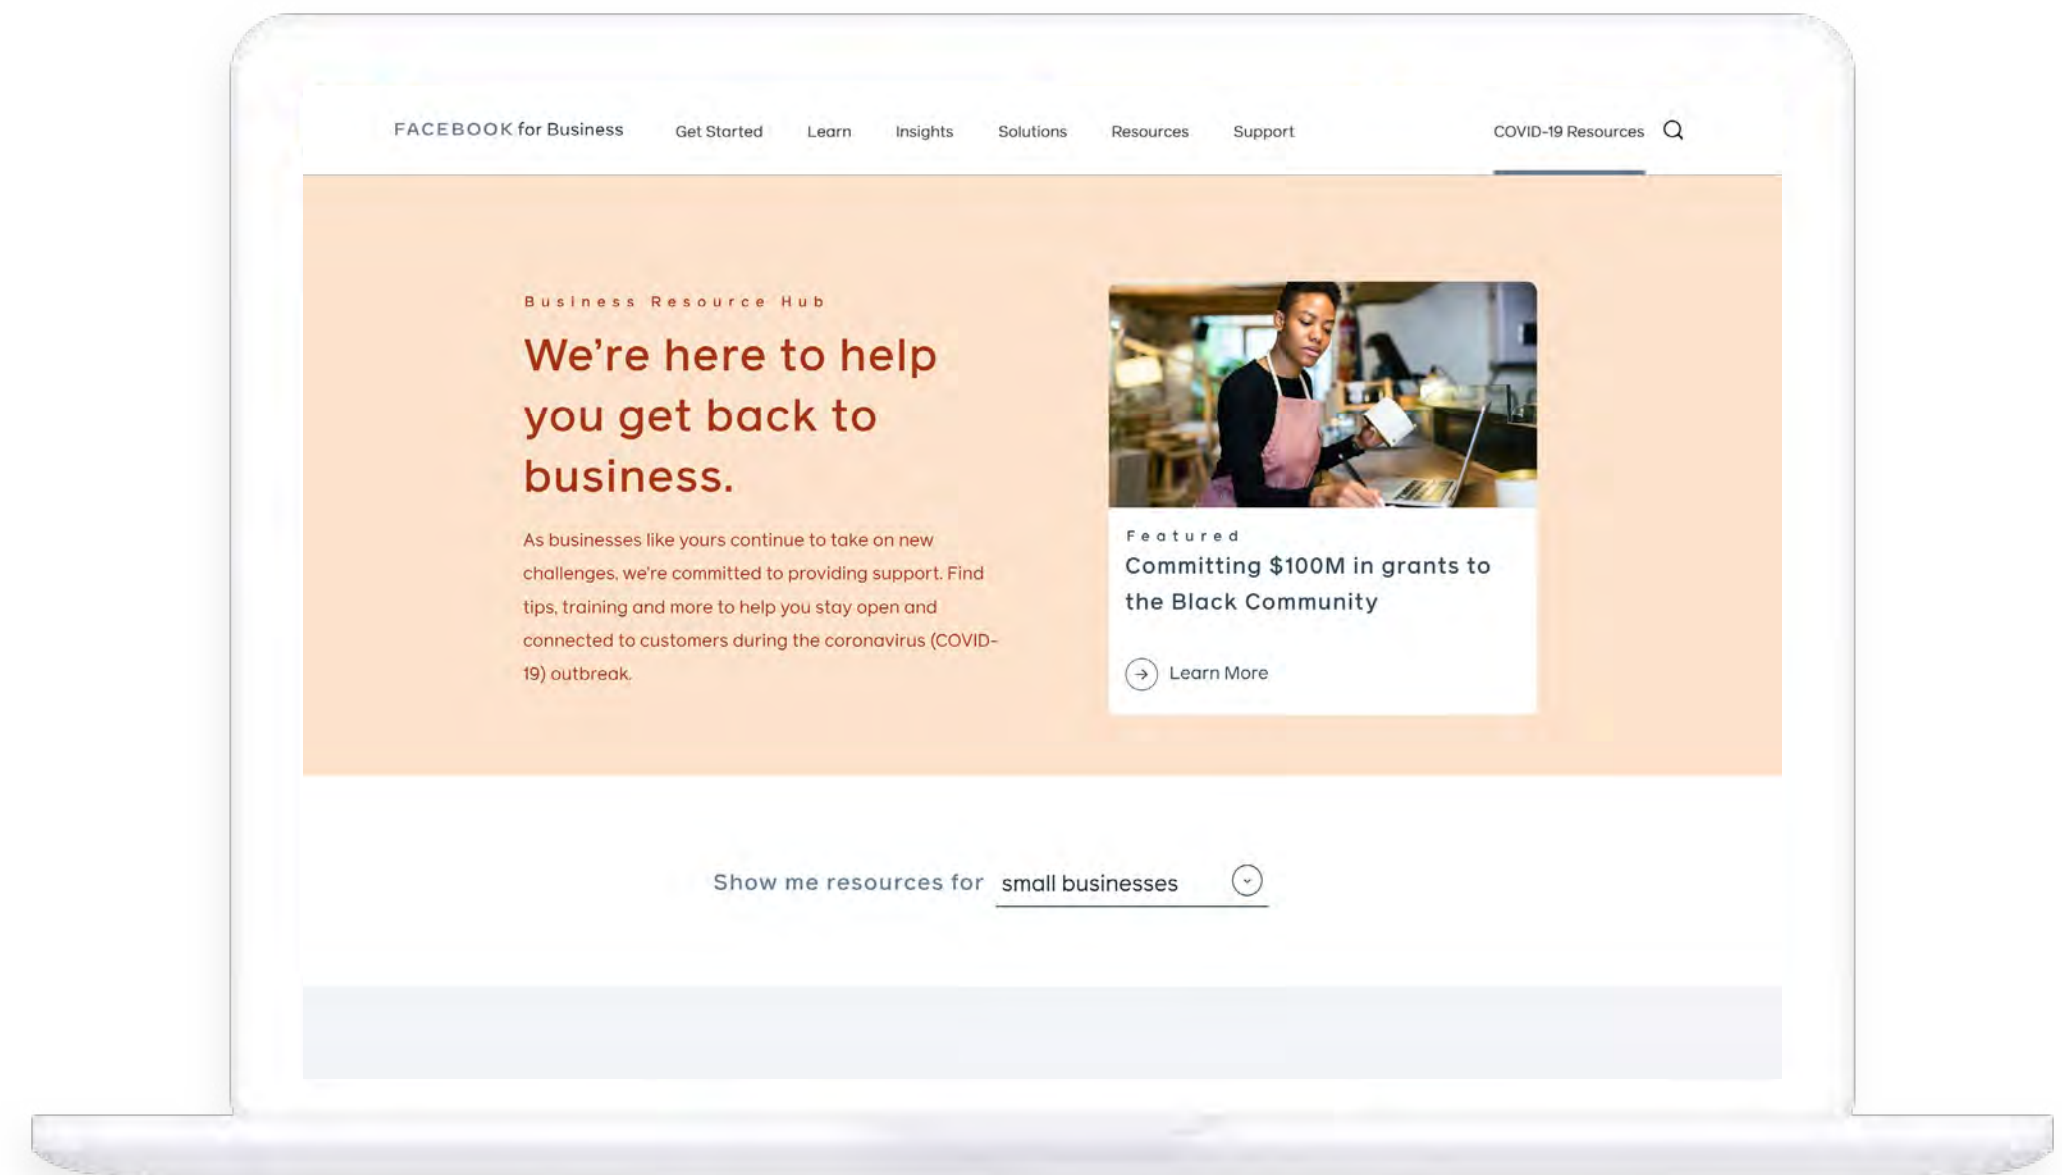 FACEBOOK for Business Get Started Learn Insights Solutions Resources Support COVID-19 Resources
Business Resource Hub
We're here to help
you get back to
business.
As businesses like yours continue to take on new
challenges, we're committed to providing support. Find
tips, training and more to help you stay open and
connected to customers during the coronavirus (COVID-
19) outbreak.
Featured
Committing $100M in grants to
the Black Community
Learn More
Show me resources for small businesses